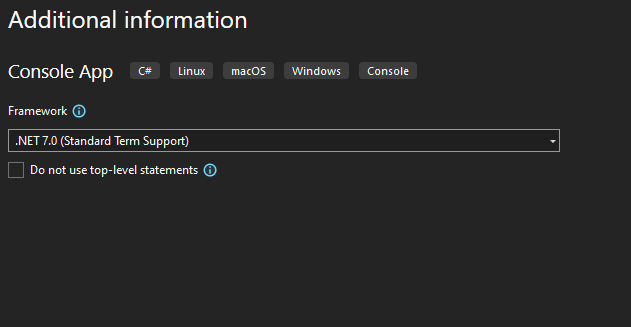 Additional information
Console App C# Linux macOS Windows Console
Framework
.NET 7.0 (Standard Term Support)
Do not use top-level statements